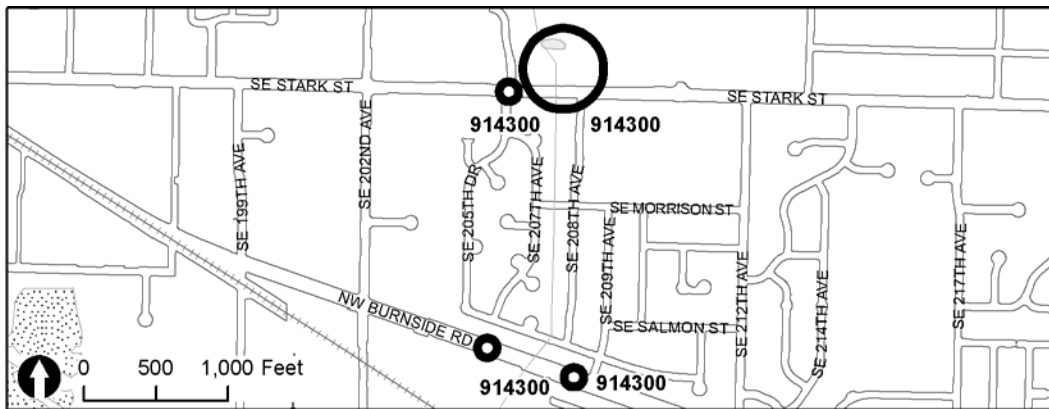 SE STARK ST
SE STARK ST
914300
914300
SE 199TH AVE
SE 202ND AVE
SE 205TH DR
SE 207TH AVE
SE 208TH AVE
SE MORRISON ST
SE 209TH AVE
SE 212TH AVE
SE 214TH AVE
SE 217TH AVE
NW BURNSIDE RD
SE SALMON ST
0 500 1,000 Feet
914300
914300